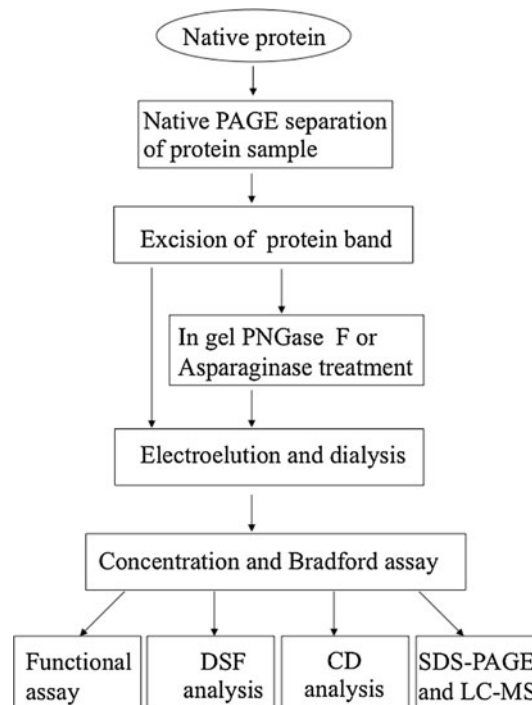 Native protein
Native PAGE separation
of protein sample
Excision of protein band
In gel PNGase F or
Asparaginase treatment
Electroelution and dialysis
Concentration and Bradford assay
Functional
assay
DSF
analysis
CD
analysis
SDS-PAGE
and LC-MS